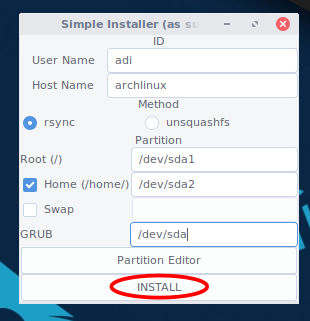 Simple Installer (as su
ID
User Name adi
Host Name archlinux
Method
rsync unsquashfs
Partition
Root (/) /dev/sda1
Home (/home/) /dev/sda2
Swap
GRUB /dev/sda
Partition Editor
INSTALL